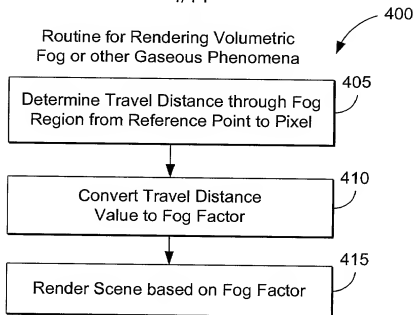 400
Routine for Rendering Volumetric
Fog or other Gaseous Phenomena
405
Determine Travel Distance through Fog
Region from Reference Point to Pixel
410
Convert Travel Distance
Value to Fog Factor
415
Render Scene based on Fog Factor